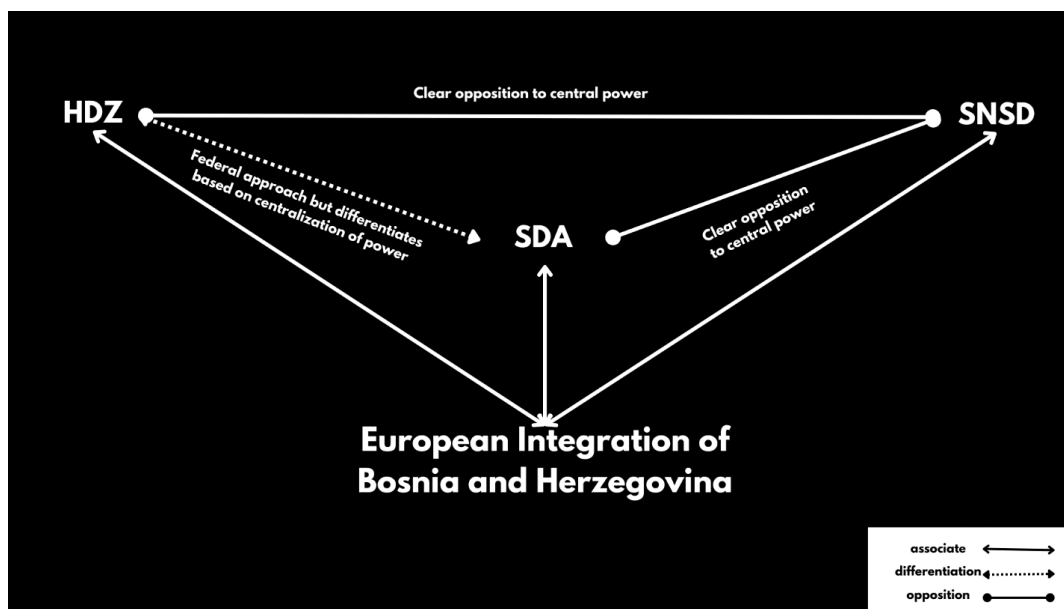 Clear opposition to central power
HDZ
SNSD
Federal approach but differentiates
based on centralization of power
SDA
Clear opposition
to central power
European Integration of
Bosnia and Herzegovina
associate
differentiation
opposition